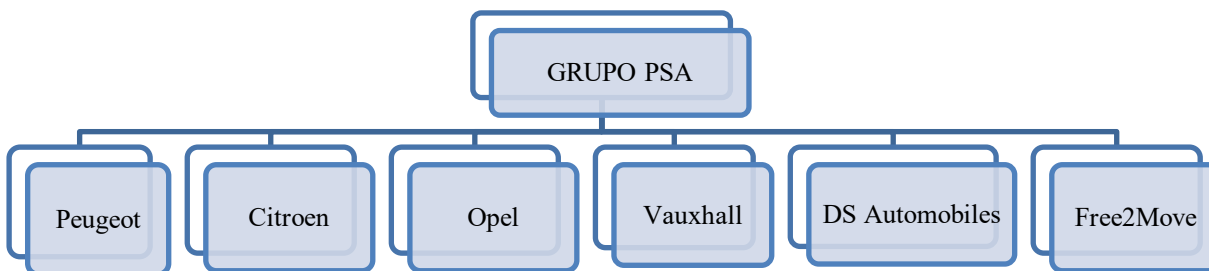 GRUPO PSA
Peugeot
Citroen
Opel
Vauxhall
DS Automobiles
Free2Move